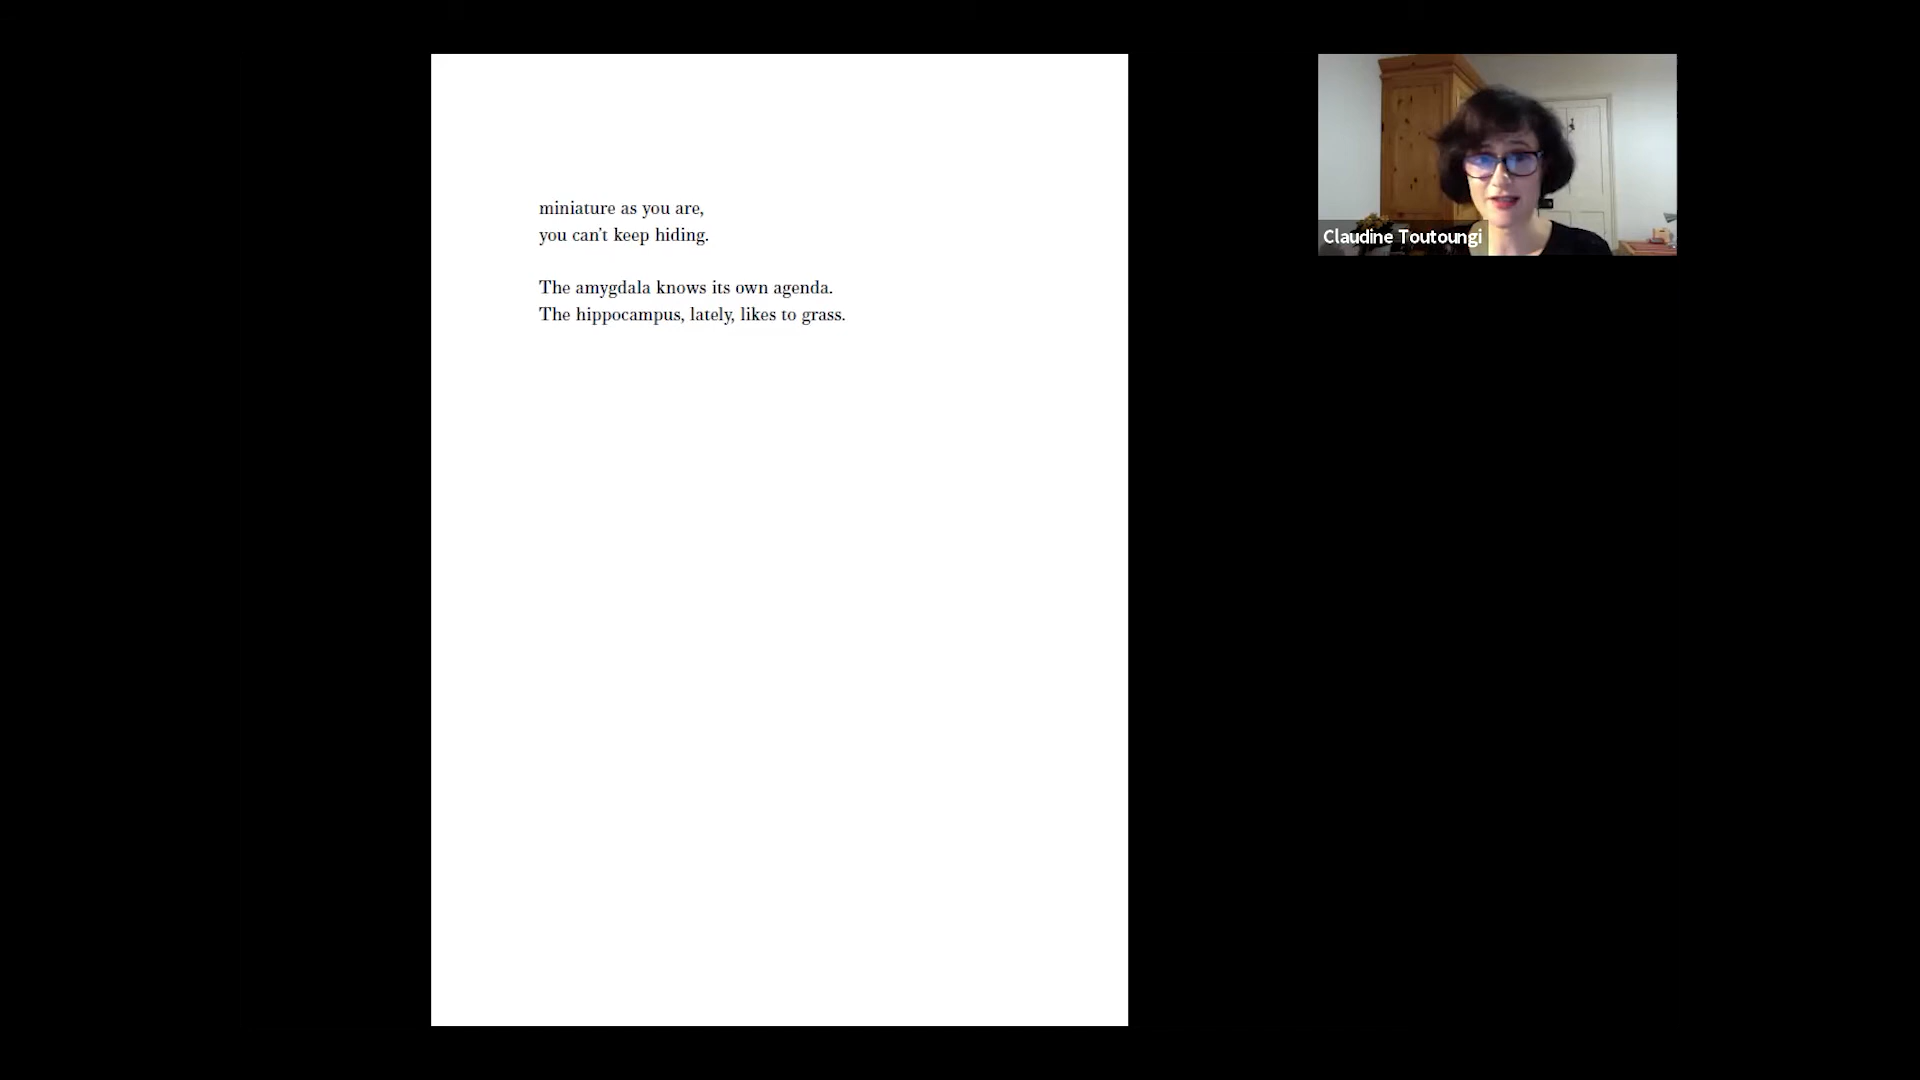 miniature as you are,
you can’t keep hiding.
The amygdala knows its own agenda.
The hippocampus, lately, likes to grass.
Claudine Toutoungi